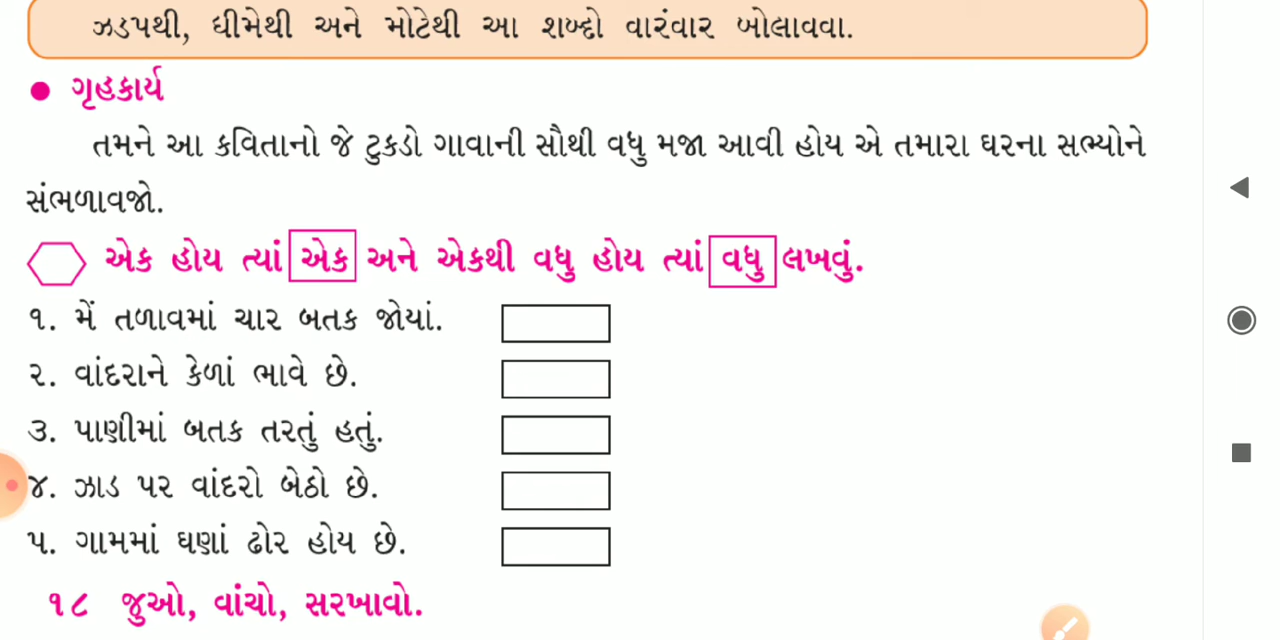 ઝડપથી, ધીમેથી અને મોટેથી આ શબ્દો વારંવાર બોલાવવા.
● ગૃહકાર્ય
તમને આ કવિતાનો જે ટુકડો ગાવાની સૌથી વધુ મજા આવી હોય એ તમારા ઘરના સભ્યોને
સંભળાવજો.
એક હોય ત્યાં એક અને એકથી વધુ હોય ત્યાં વધુ લખવું.
૧. મેં તળાવમાં ચાર બતક જોયાં.
૨. વાંદરાને કેળાં ભાવે છે.
૩. પાણીમાં બતક તરતું હતું.
૪. ઝાડ પર વાંદરો બેઠો છે.
૫. ગામમાં ઘણાં ઢોર હોય છે.
૧૮ જુઓ, વાંચો, સરખાવો.